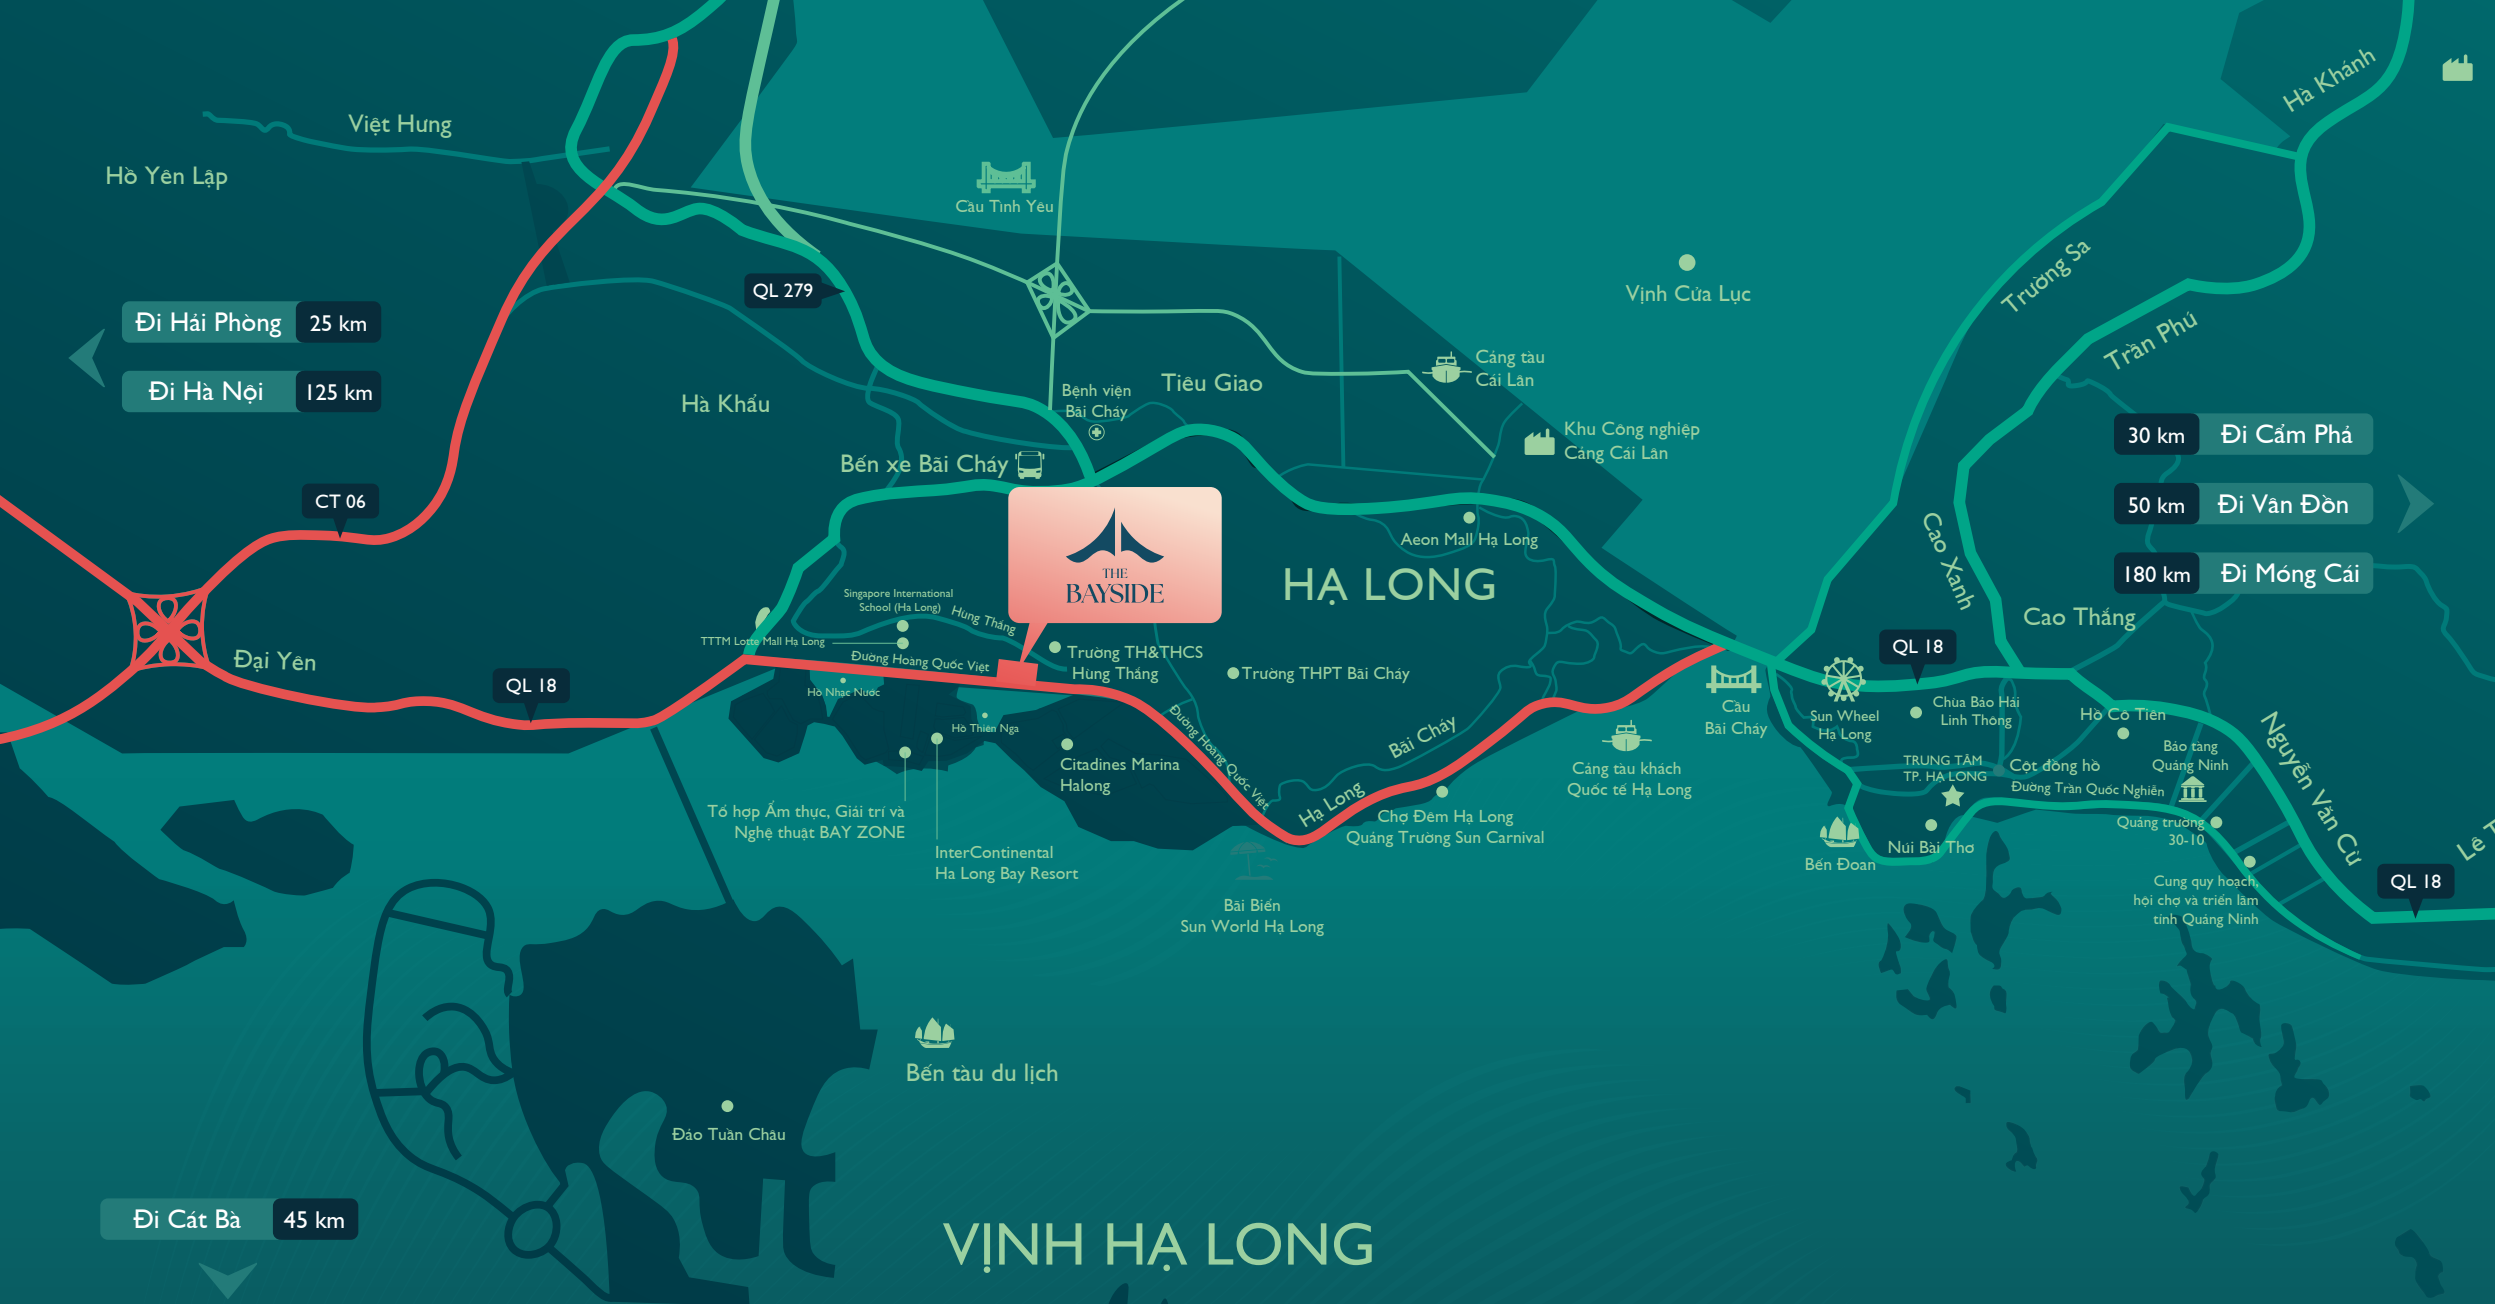 Hà Khánh
Việt Hưng
Hồ Yên Lập
Cầu Tình Yêu
QL 279
Vịnh Cửa Lục
Trường Sa
Trần Phú
Đi Hải Phòng 25 km
Đi Hà Nội 125 km
Hà Khẩu
Bệnh viện
Bãi Cháy
Tiêu Giao
Cảng tàu
Cái Lân
Khu Công nghiệp
Cảng Cái Lân
30 km Đi Cẩm Phả
50 km Đi Vân Đồn
180 km Đi Móng Cái
Bến xe Bãi Cháy
CT 06
THE
BAYSIDE
Aeon Mall Hạ Long
HẠ LONG
Cao Xanh
Cao Thắng
Singapore International
School (Ha Long)
Hùng Thắng
TTTM Lotte Mall Hạ Long
Đường Hoàng Quốc Việt
Trường TH&THCS
Hùng Thắng
Trường THPT Bãi Cháy
Đại Yên
QL 18
QL 18
Hồ Nhạc Nước
Hồ Thiên Nga
Citadines Marina
Halong
Đường Hoàng Quốc Việt
Bãi Cháy
Hạ Long
Cầu
Bãi Cháy
Sun Wheel
Hạ Long
Chùa Bảo Hải
Linh Thông
Hồ Cô Tiên
Bảo tàng
Quảng Ninh
Nguyễn Văn Cừ
TRUNG TÂM
TP. HẠ LONG
Cột đồng hồ
Đường Trần Quốc Nghiễn
Cảng tàu khách
Quốc tế Hạ Long
Chợ Đêm Hạ Long
Quảng Trường Sun Carnival
Tổ hợp Ẩm thực, Giải trí và
Nghệ thuật BAY ZONE
InterContinental
Ha Long Bay Resort
Bãi Biển
Sun World Hạ Long
Bến Đoan
Núi Bài Thơ
Quảng trường
30-10
Lê T
QL 18
Cung quy hoạch,
hội chợ và triển lãm
tỉnh Quảng Ninh
Bến tàu du lịch
Đảo Tuần Châu
Đi Cát Bà 45 km
VỊNH HẠ LONG